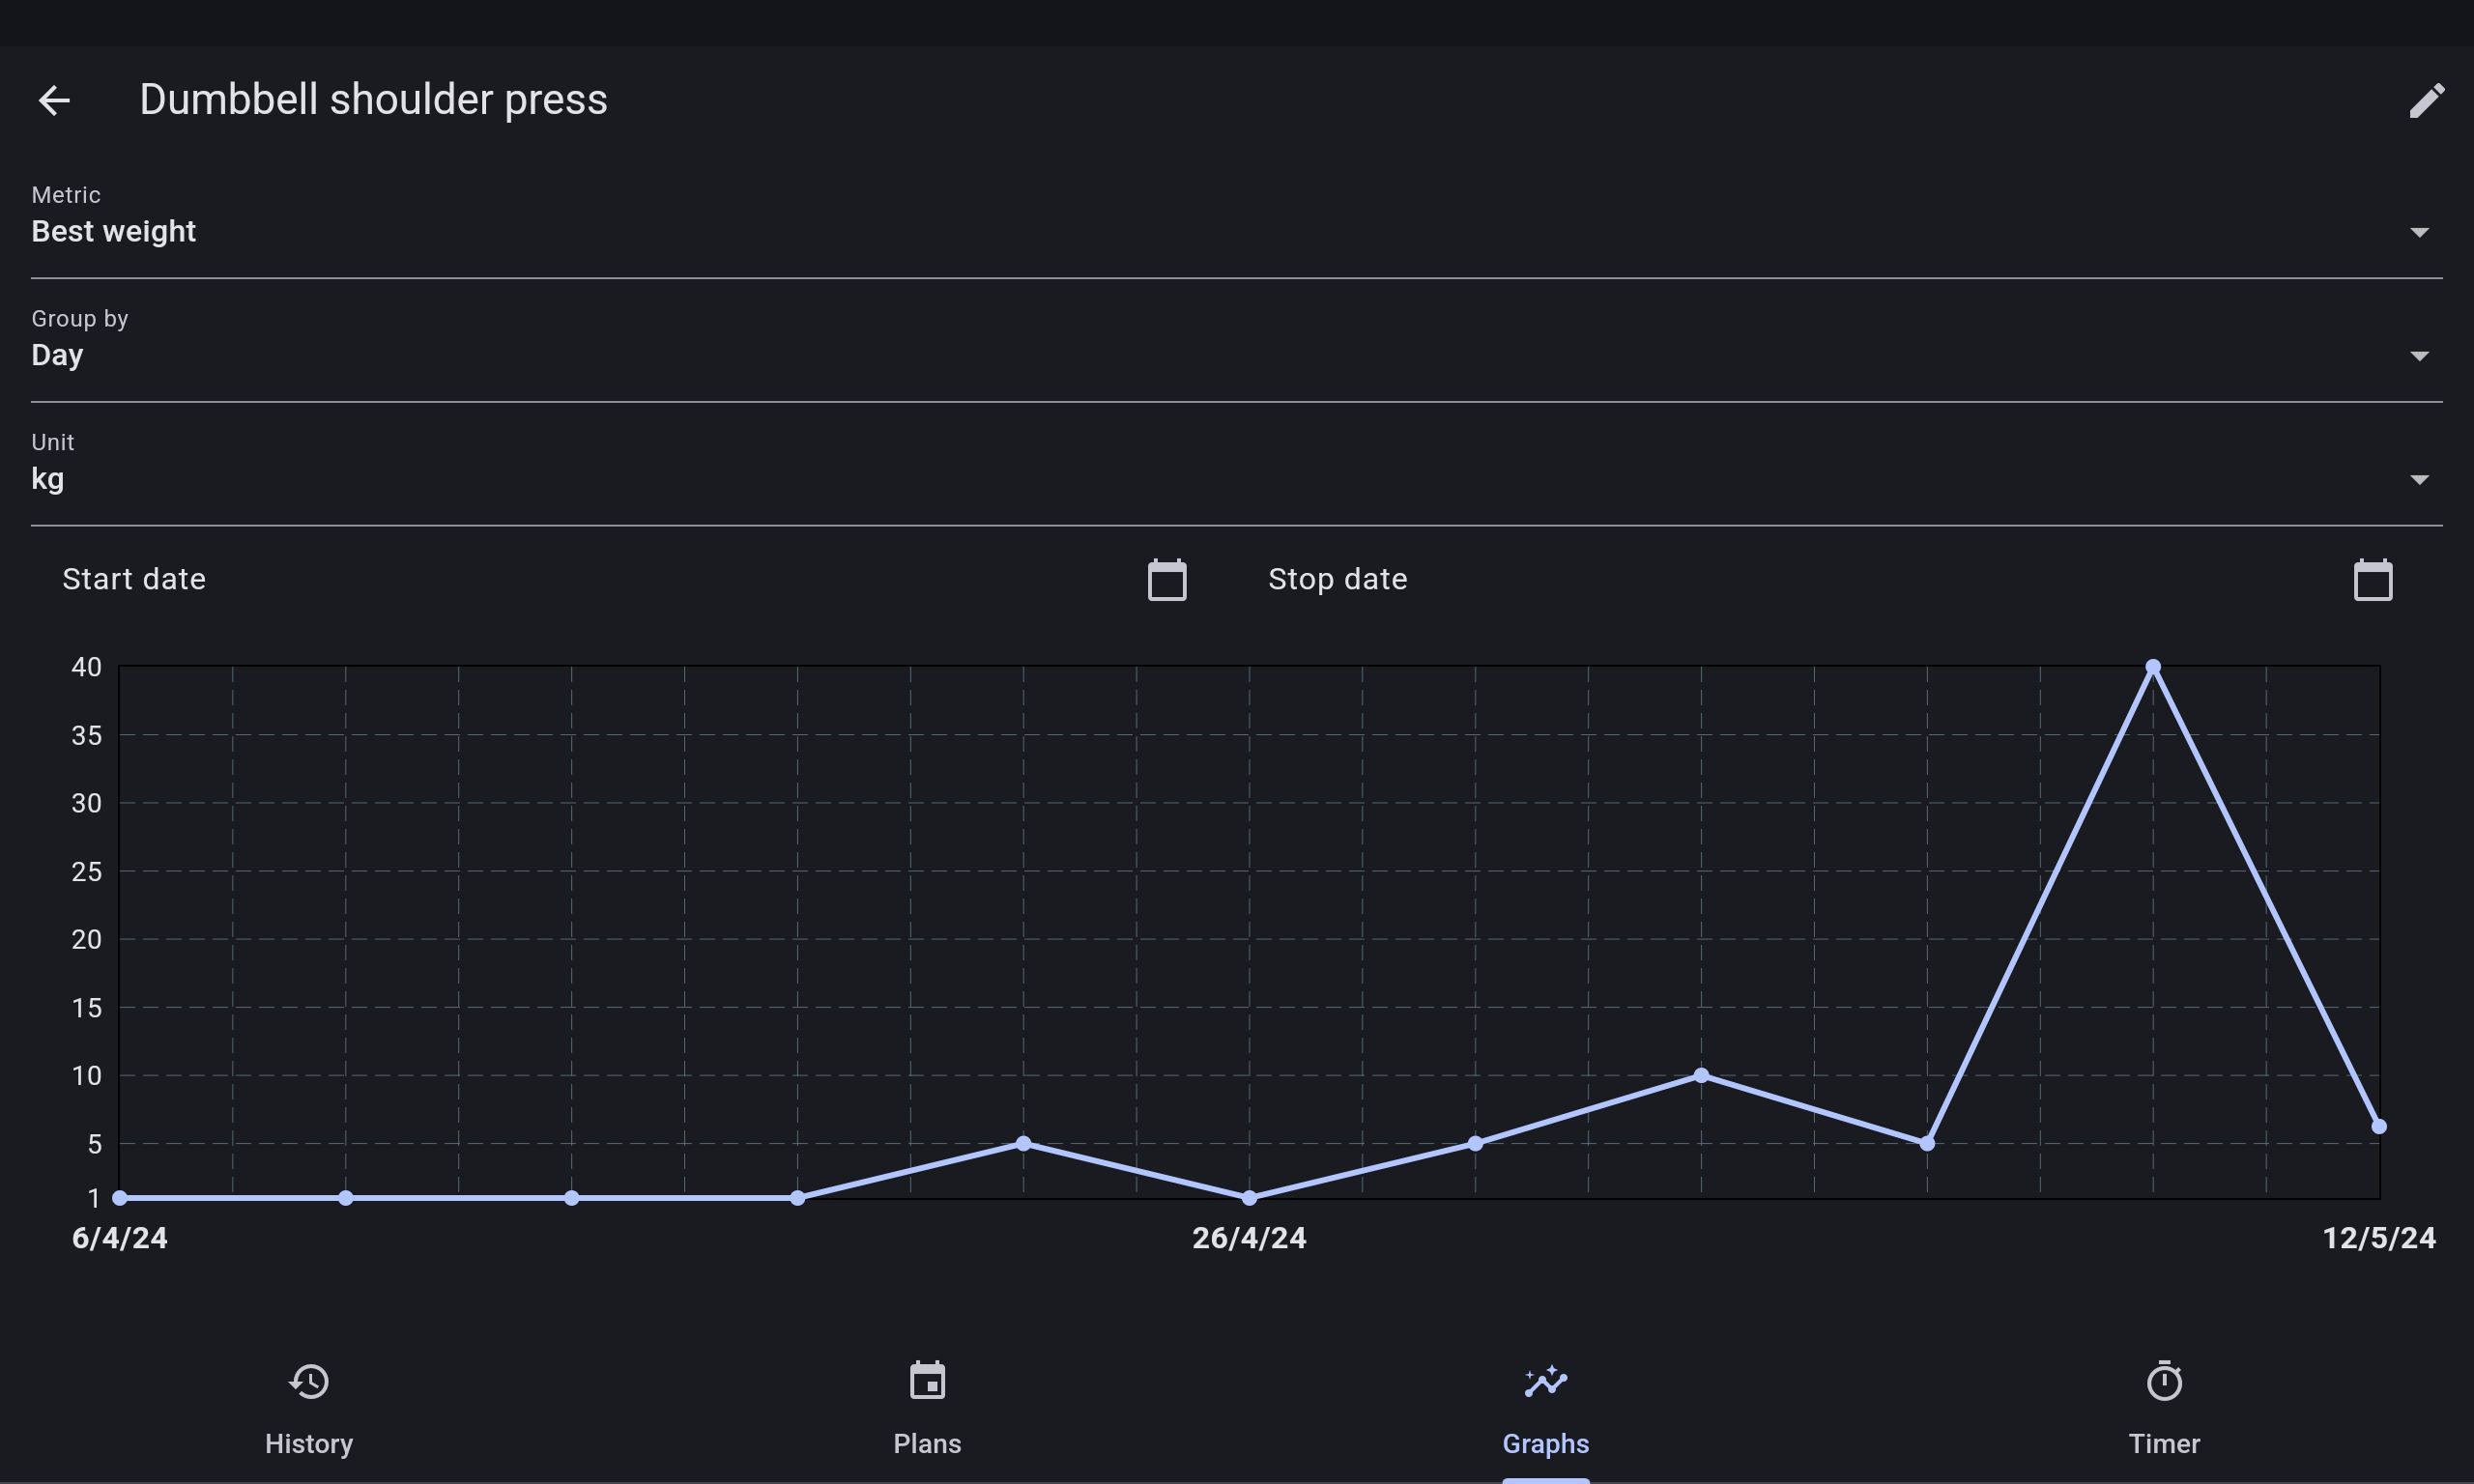 Dumbbell shoulder press
Metric
Best weight
Group by
Day
Unit
kg
Start date
Stop date
40
35
30
25
20
15
10
5
1
6/4/24
26/4/24
12/5/24
History
Plans
Graphs
Timer